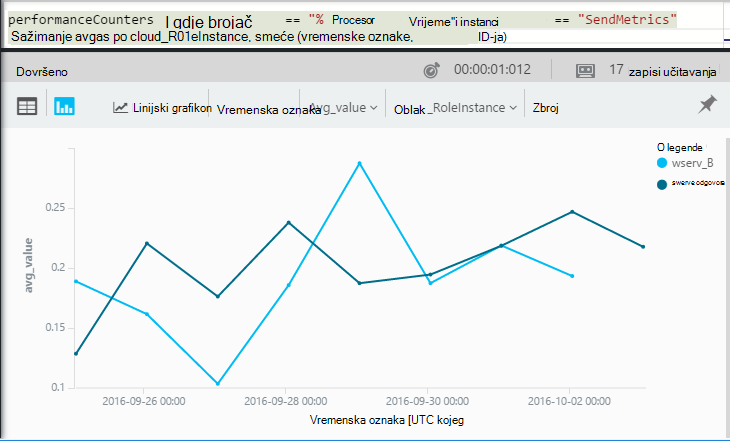 performanceCounters I gdje brojač == "% Procesor Vrijeme"i instanci == "SendMetrics"
Sažimanje avgas po cloud_R01eInstance, smeće (vremenske oznake, ID-ja)
Dovršeno 00:00:01:012 17 zapisi učitavanja
Linijski grafikon Vremenska oznaka Avg_value Oblak _RoleInstance Zbroj
O legende
wserv_B
swerve odgovora
avg_value
0.25
0.2
0.15
0.1
2016-09-26 00:00 2016-09-28 00:00 2016-09-30 00:00 2016-10-02 00:00
Vremenska oznaka [UTC kojeg